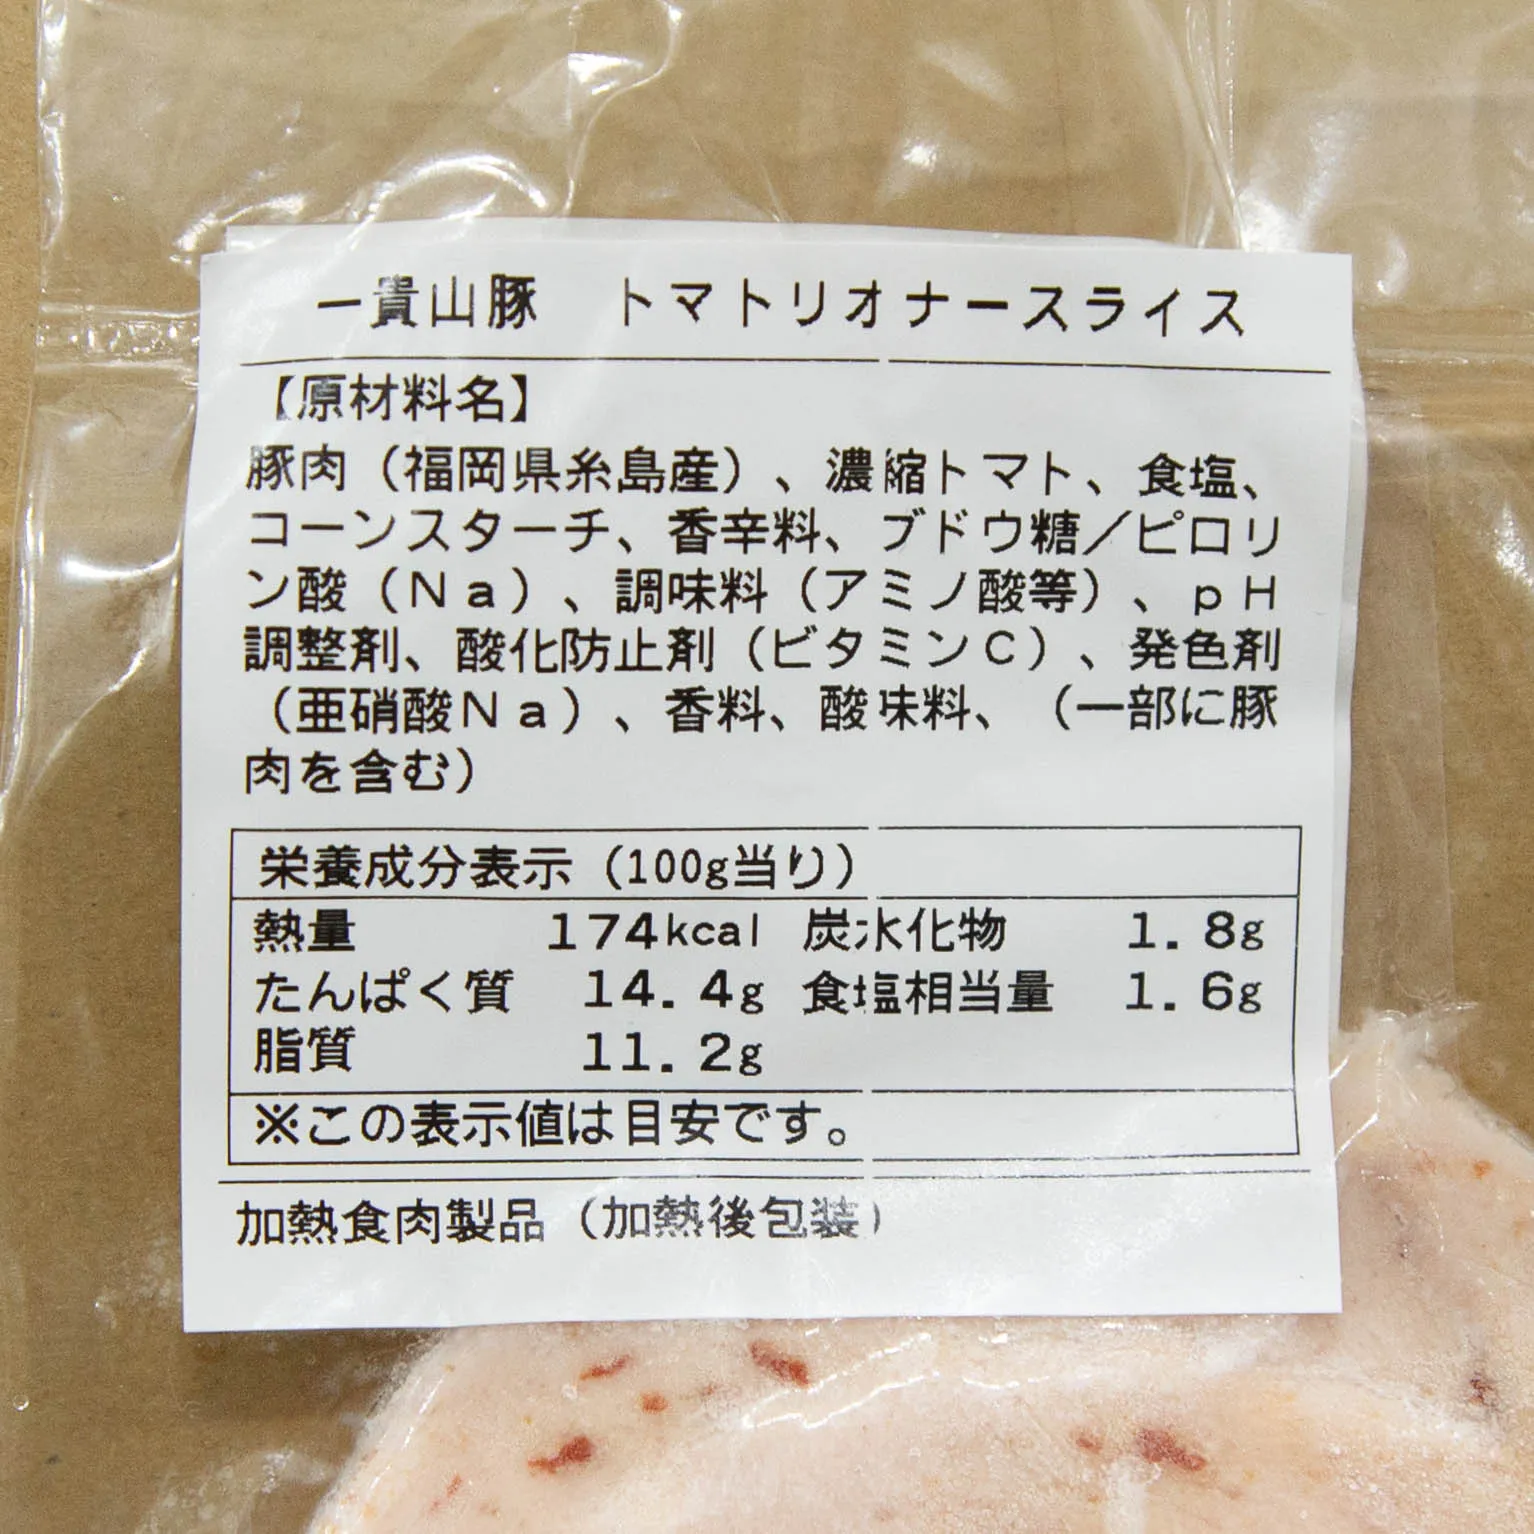 一貴山豚　トマトリオナースライス
【原材料名】
豚肉（福岡県糸島産）、濃縮トマト、食塩、
コーンスターチ、香辛料、ブドウ糖／ピロリ
ン酸（Ｎａ）、調味料（アミノ酸等）、ｐＨ
調整剤、酸化防止剤（ビタミンＣ）、発色剤
（亜硝酸Ｎａ）、香料、酸味料、（一部に豚
肉を含む）
栄養成分表示（100g当り）
熱量　174kcal　炭水化物　1.8g
たんぱく質　14.4g　食塩相当量　1.6g
脂質　11.2g
※この表示値は目安です。
加熱食肉製品（加熱後包装）